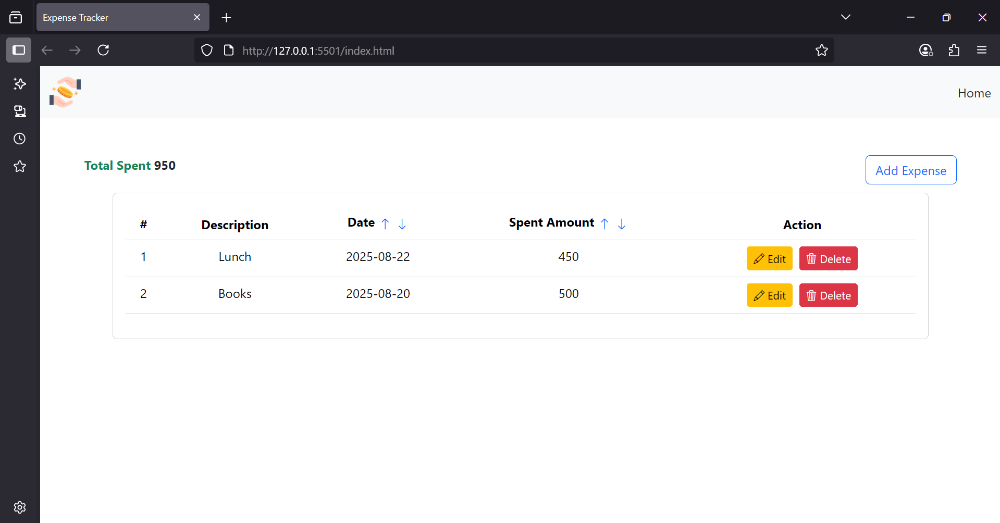 Expense Tracker
http://127.0.0.1:5501/index.html
Home
Total Spent 950
Add Expense
# Description Date Spent Amount Action
1 Lunch 2025-08-22 450 Edit Delete
2 Books 2025-08-20 500 Edit Delete